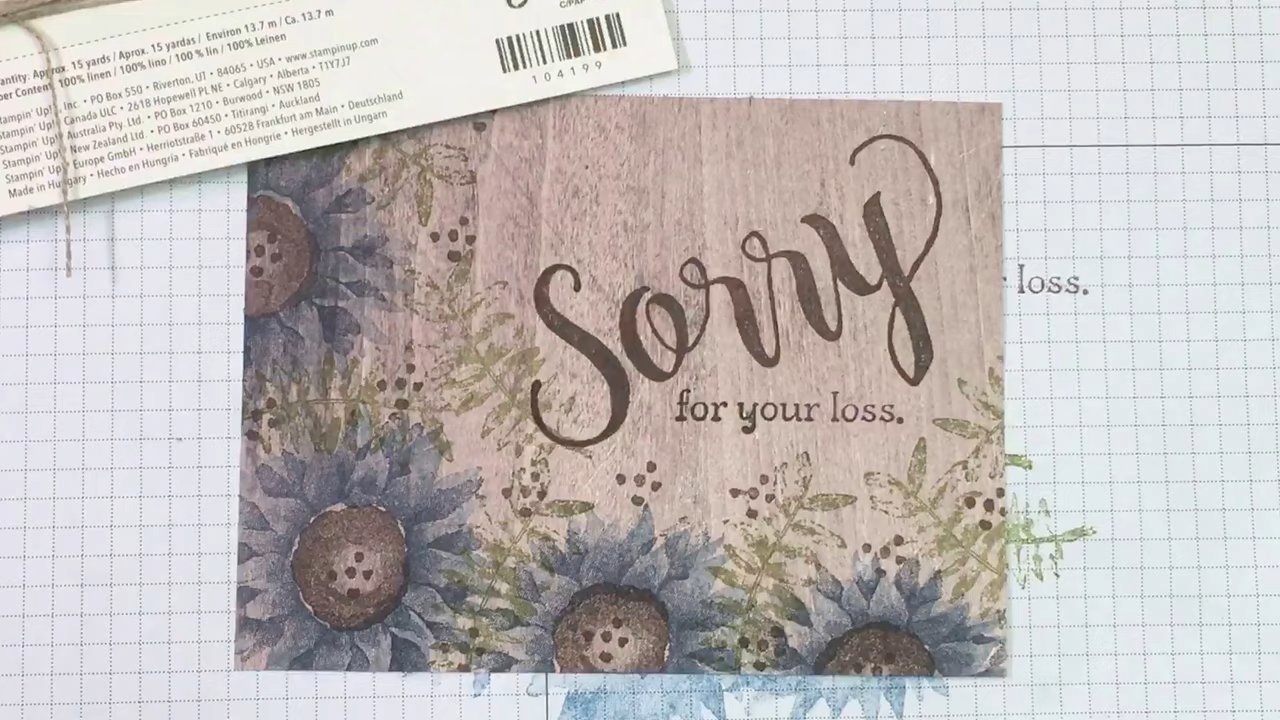 C/PAP
104199
antity: Approx. 15 yards / Aprox. 15 yardas / Environ 13.7 m / Ca. 13.7 m
ber Content 100% linen / 100% lino / 100 % lin / 100% Leinen
Stampin' Up! Inc. • PO Box 550 • Riverton, UT • 84065 • USA • www.stampinup.com
Stampin' Up! Canada ULC • 2618 Hopewell PL NE • Calgary • Alberta • T1Y7J7
Stampin' Up! Australia Pty. Ltd. • PO Box 1210 • Burwood • NSW 1805
Stampin' Up! New Zealand Ltd. • PO Box 60450 • Titirangi • Auckland
Stampin' Up! Europe GmbH • Herriotstraße 1 • 60528 Frankfurt am Main • Deutschland
Made in Hungary • Hecho en Hungria • Fabriqué en Hongrie • Hergestellt in Ungarn
Sorry
for your loss.
loss.